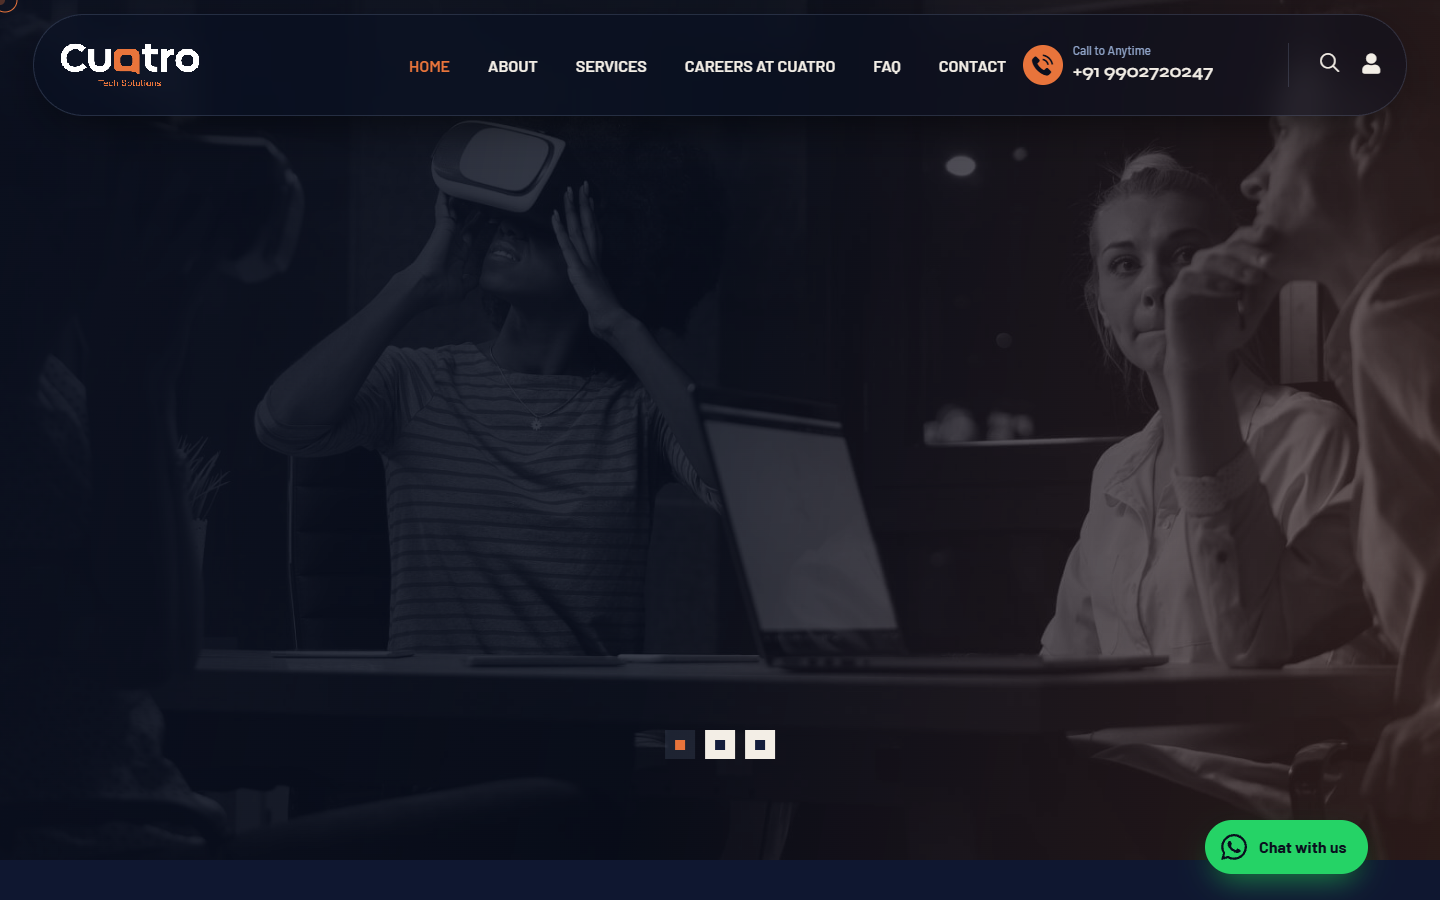 Cuatro
Tech Solutions
HOME
ABOUT
SERVICES
CAREERS AT CUATRO
FAQ
CONTACT
Call to Anytime
+91 9902720247
Chat with us